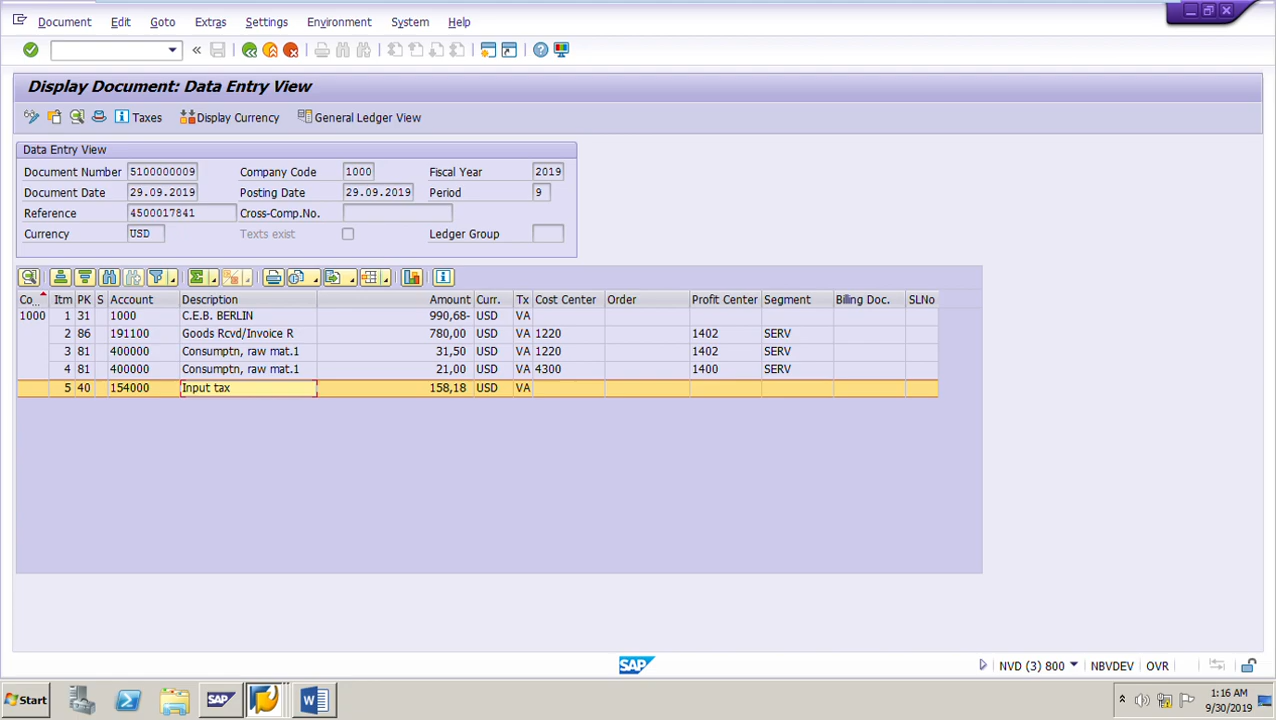 Document Edit Goto Extras Settings Environment System Help
Display Document: Data Entry View
Taxes Display Currency General Ledger View
Data Entry View
Document Number 5100000009 Company Code 1000 Fiscal Year 2019
Document Date 29.09.2019 Posting Date 29.09.2019 Period 9
Reference 4500017841 Cross-Comp.No.
Currency USD Texts exist Ledger Group
Co... Itm PK S Account Description Amount Curr. Tx Cost Center Order Profit Center Segment Billing Doc. SLNo
1000 1 31 1000 C.E.B. BERLIN 990,68- USD VA
2 86 191100 Goods Rcvd/Invoice R 780,00 USD VA 1220 1402 SERV
3 81 400000 Consumptn, raw mat.1 31,50 USD VA 1220 1402 SERV
4 81 400000 Consumptn, raw mat.1 21,00 USD VA 4300 1400 SERV
5 40 154000 Input tax 158,18 USD VA
SAP NVD (3) 800 NBVDEV OVR
Start SAP 1:16 AM
9/30/2019